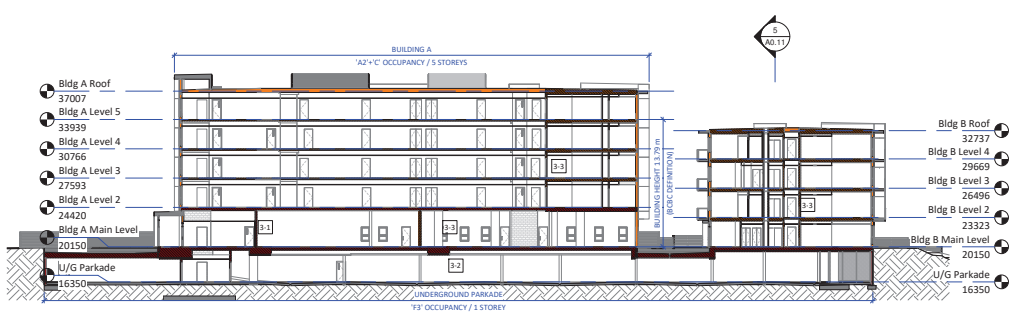 5
A0.11
BUILDING A
'A2'+'C' OCCUPANCY / 5 STOREYS
Bldg A Roof
37007
Bldg A Level 5
33939
Bldg A Level 4
30766
Bldg A Level 3
27593
Bldg A Level 2
24420
Bldg A Main Level
20150
U/G Parkade
16350
3-1
3-3
3-3
3-2
BUILDING HEIGHT 13.79 m
(BCBC DEFINITION)
3-3
Bldg B Roof
32737
Bldg B Level 4
29669
Bldg B Level 3
26496
Bldg B Level 2
23323
Bldg B Main Level
20150
U/G Parkade
16350
UNDERGROUND PARKADE
'F3' OCCUPANCY / 1 STOREY